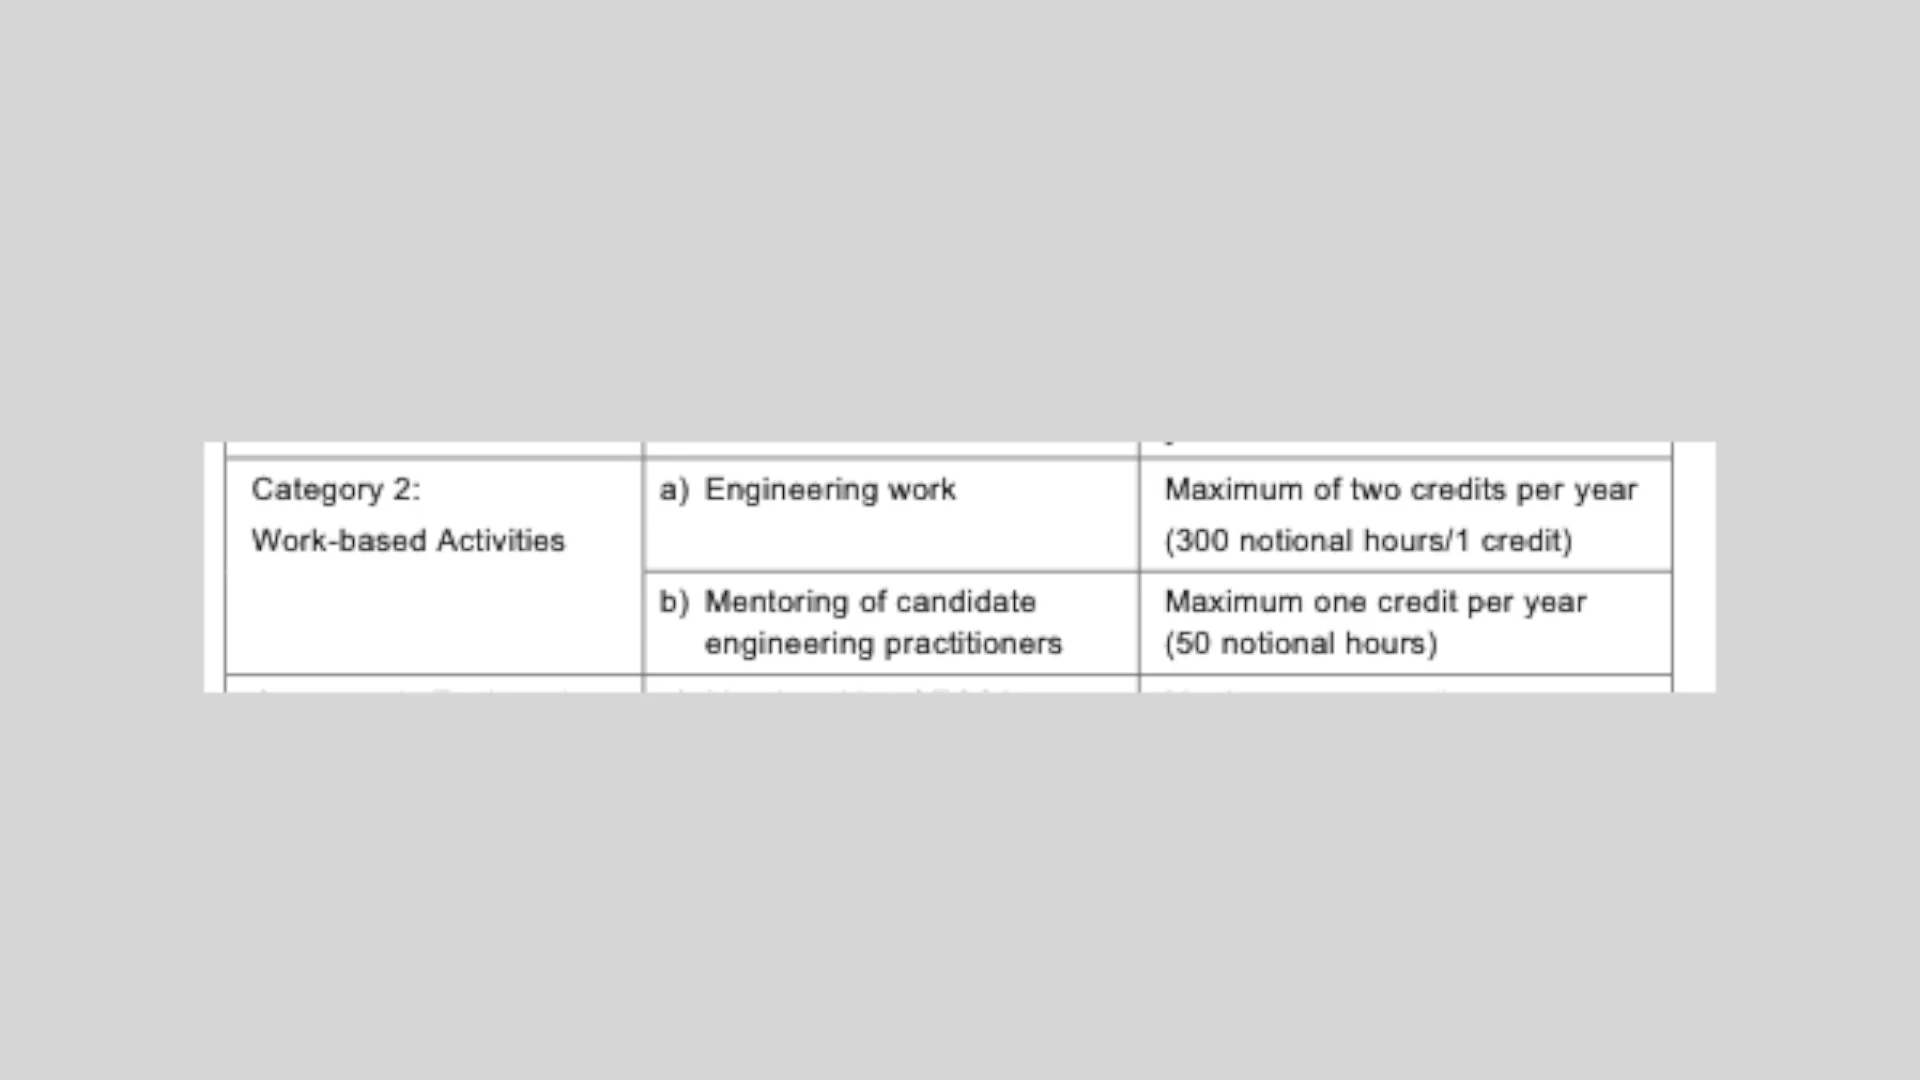 Category 2:
Work-based Activities
a) Engineering work
Maximum of two credits per year
(300 notional hours/1 credit)
b) Mentoring of candidate
engineering practitioners
Maximum one credit per year
(50 notional hours)